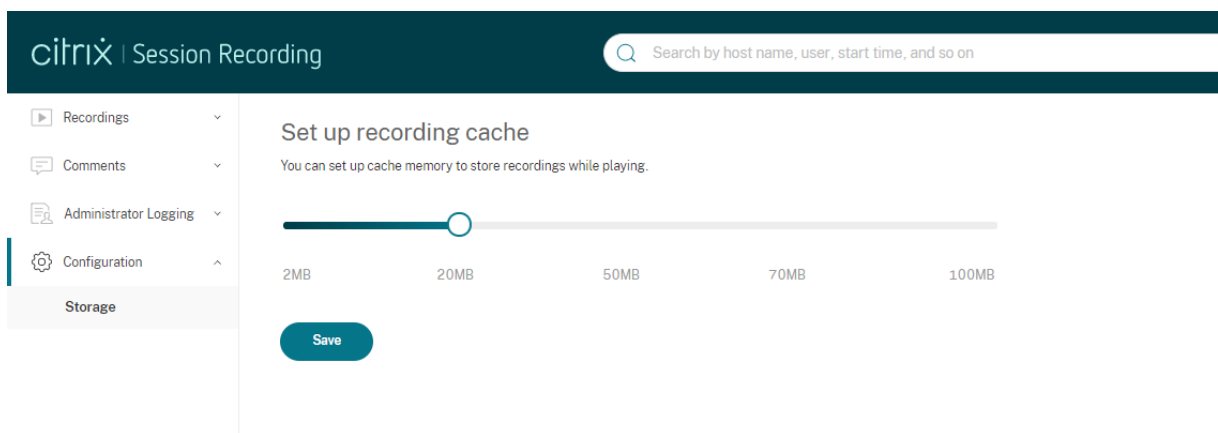 citrix | Session Recording
Search by host name, user, start time, and so on
Recordings
Comments
Administrator Logging
Configuration
Storage
Set up recording cache
You can set up cache memory to store recordings while playing.
2MB 20MB 50MB 70MB 100MB
Save